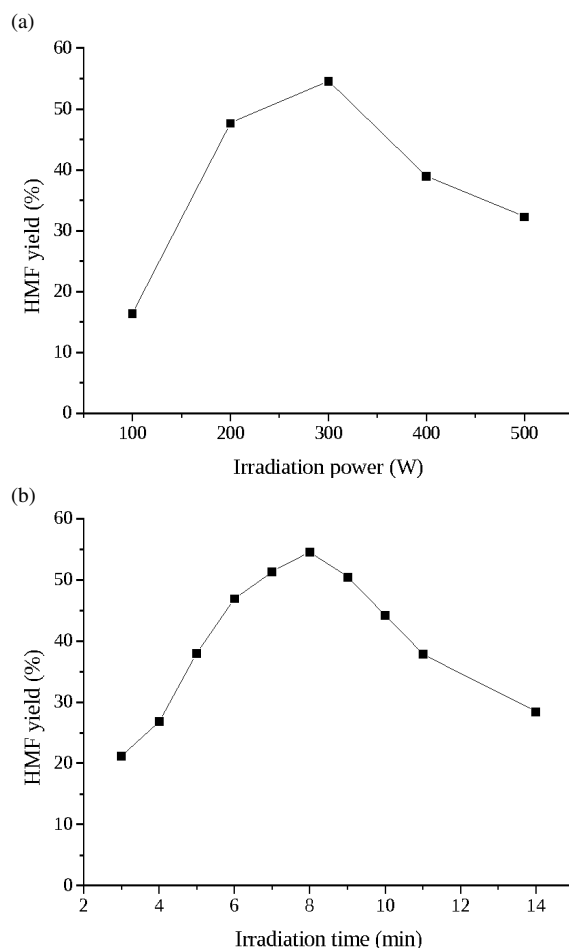 (a)
60
50
40
30
20
10
0
HMF yield (%)
100 200 300 400 500
Irradiation power (W)
(b)
60
50
40
30
20
10
0
HMF yield (%)
2 4 6 8 10 12 14
Irradiation time (min)